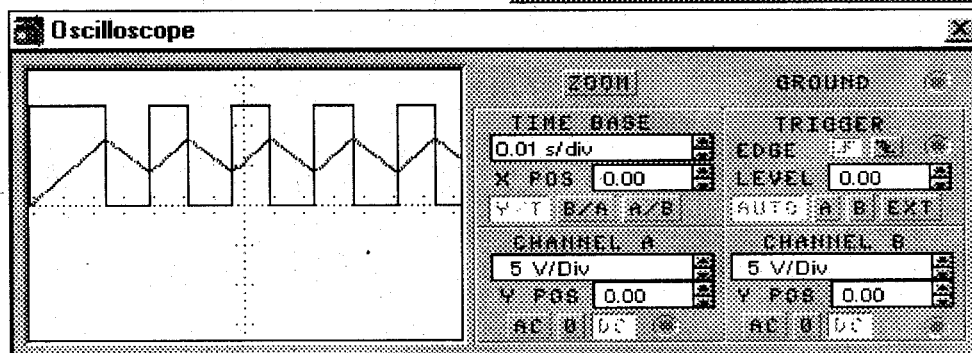 Oscilloscope
ZOOM GROUND
TIME BASE
0.01 s/div
X POS 0.00
Y/T B/A A/B
TRIGGER
EDGE
LEVEL 0.00
AUTO A B EXT
CHANNEL A
5 V/Div
Y POS 0.00
AC 0 DC
CHANNEL B
5 V/Div
Y POS 0.00
AC 0 DC